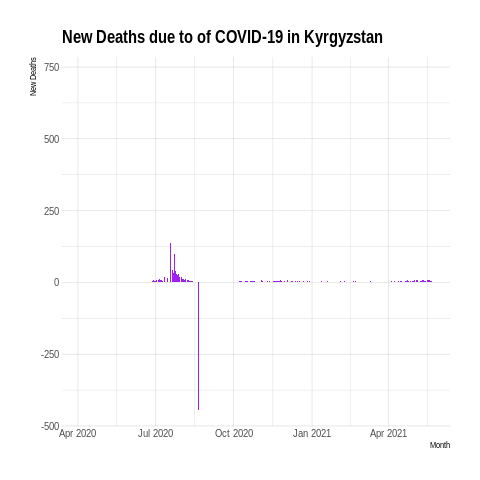 New Deaths due to of COVID-19 in Kyrgyzstan
New Deaths
750
500
250
0
-250
-500
Apr 2020 Jul 2020 Oct 2020 Jan 2021 Apr 2021
Month